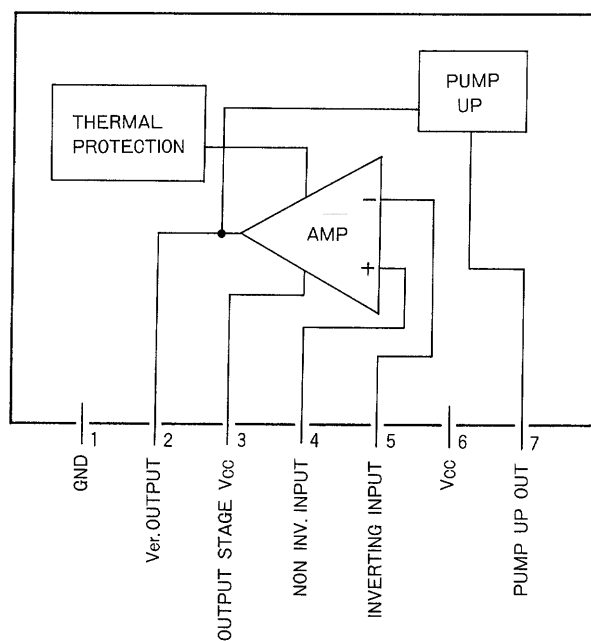 PUMP
UP
THERMAL
PROTECTION
AMP
−
+
1
2
3
4
5
6
7
GND
Ver. OUTPUT
OUTPUT STAGE Vcc
NON INV. INPUT
INVERTING INPUT
Vcc
PUMP UP OUT